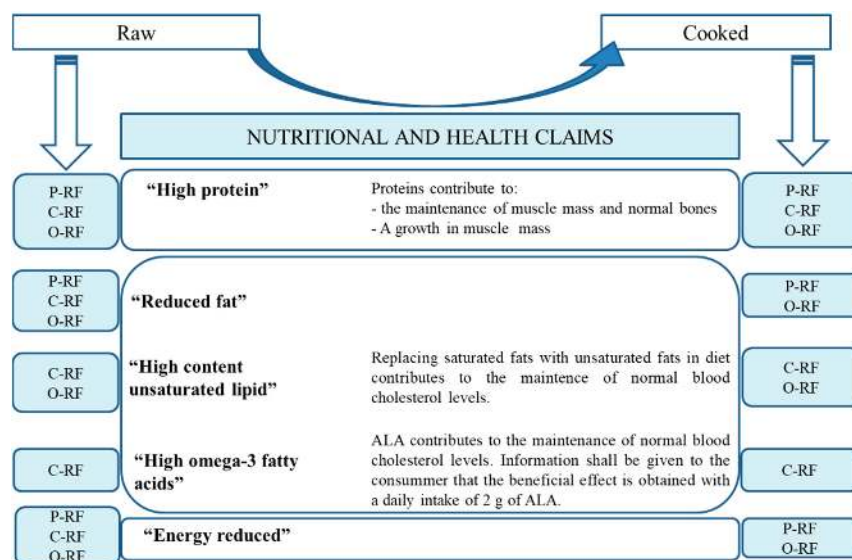 Raw
Cooked
NUTRITIONAL AND HEALTH CLAIMS
P-RF
C-RF
O-RF
“High protein”
Proteins contribute to:
- the maintenance of muscle mass and normal bones
- A growth in muscle mass
P-RF
C-RF
O-RF
P-RF
C-RF
O-RF
“Reduced fat”
P-RF
O-RF
C-RF
O-RF
“High content
unsaturated lipid”
Replacing saturated fats with unsaturated fats in diet
contributes to the maintence of normal blood
cholesterol levels.
C-RF
O-RF
C-RF
“High omega-3 fatty
acids”
ALA contributes to the maintenance of normal blood
cholesterol levels. Information shall be given to the
consummer that the beneficial effect is obtained with
a daily intake of 2 g of ALA.
C-RF
P-RF
C-RF
O-RF
“Energy reduced”
P-RF
O-RF